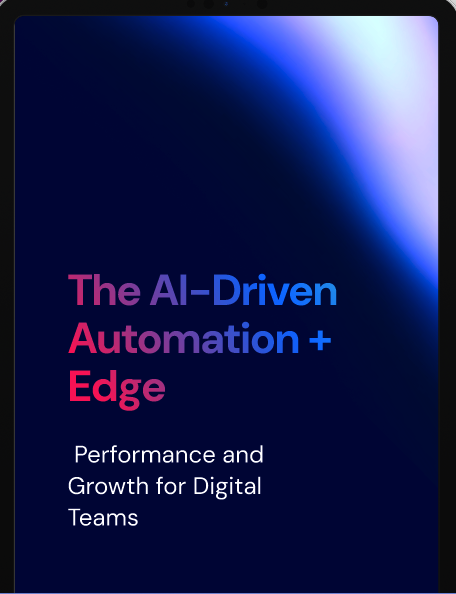 The AI-Driven
Automation +
Edge
Performance and
Growth for Digital
Teams